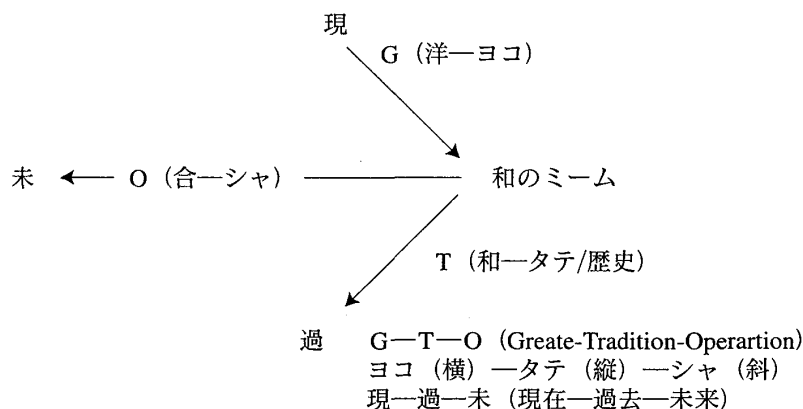 現
G（洋―ヨコ）
未 O（合―シャ） 和のミーム
T（和―タテ/歴史）
過 G―T―O（Greate-Tradition-Operartion）
ヨコ（横）―タテ（縦）―シャ（斜）
現―過―未（現在―過去―未来）